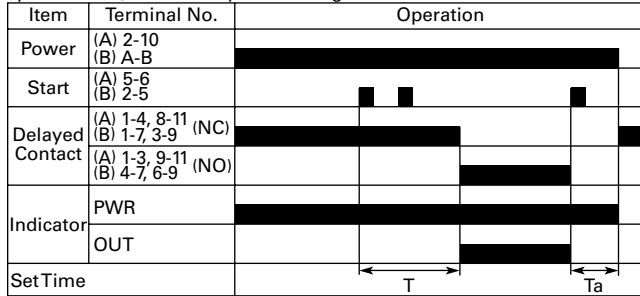 Item Terminal No. Operation
Power (A) 2-10
(B) A-B
Start (A) 5-6
(B) 2-5
Delayed Contact (A) 1-4, 8-11 (NC)
(B) 1-7, 3-9
(A) 1-3, 9-11 (NO)
(B) 4-7, 6-9
Indicator PWR
OUT
Set Time T Ta